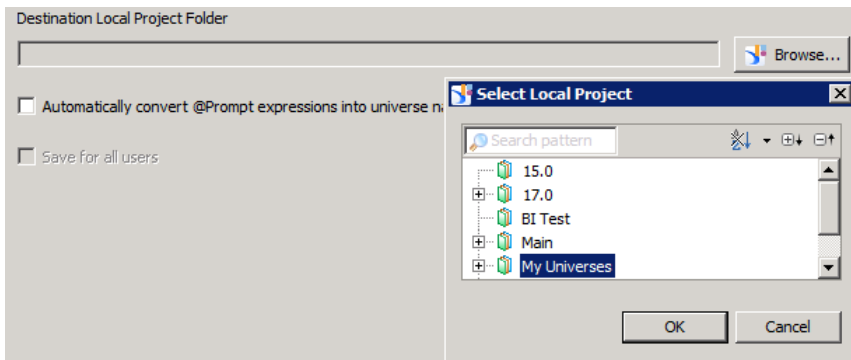 Destination Local Project Folder
Browse...
Automatically convert @Prompt expressions into universe
Save for all users
Select Local Project
Search pattern
15.0
17.0
BI Test
Main
My Universes
OK
Cancel